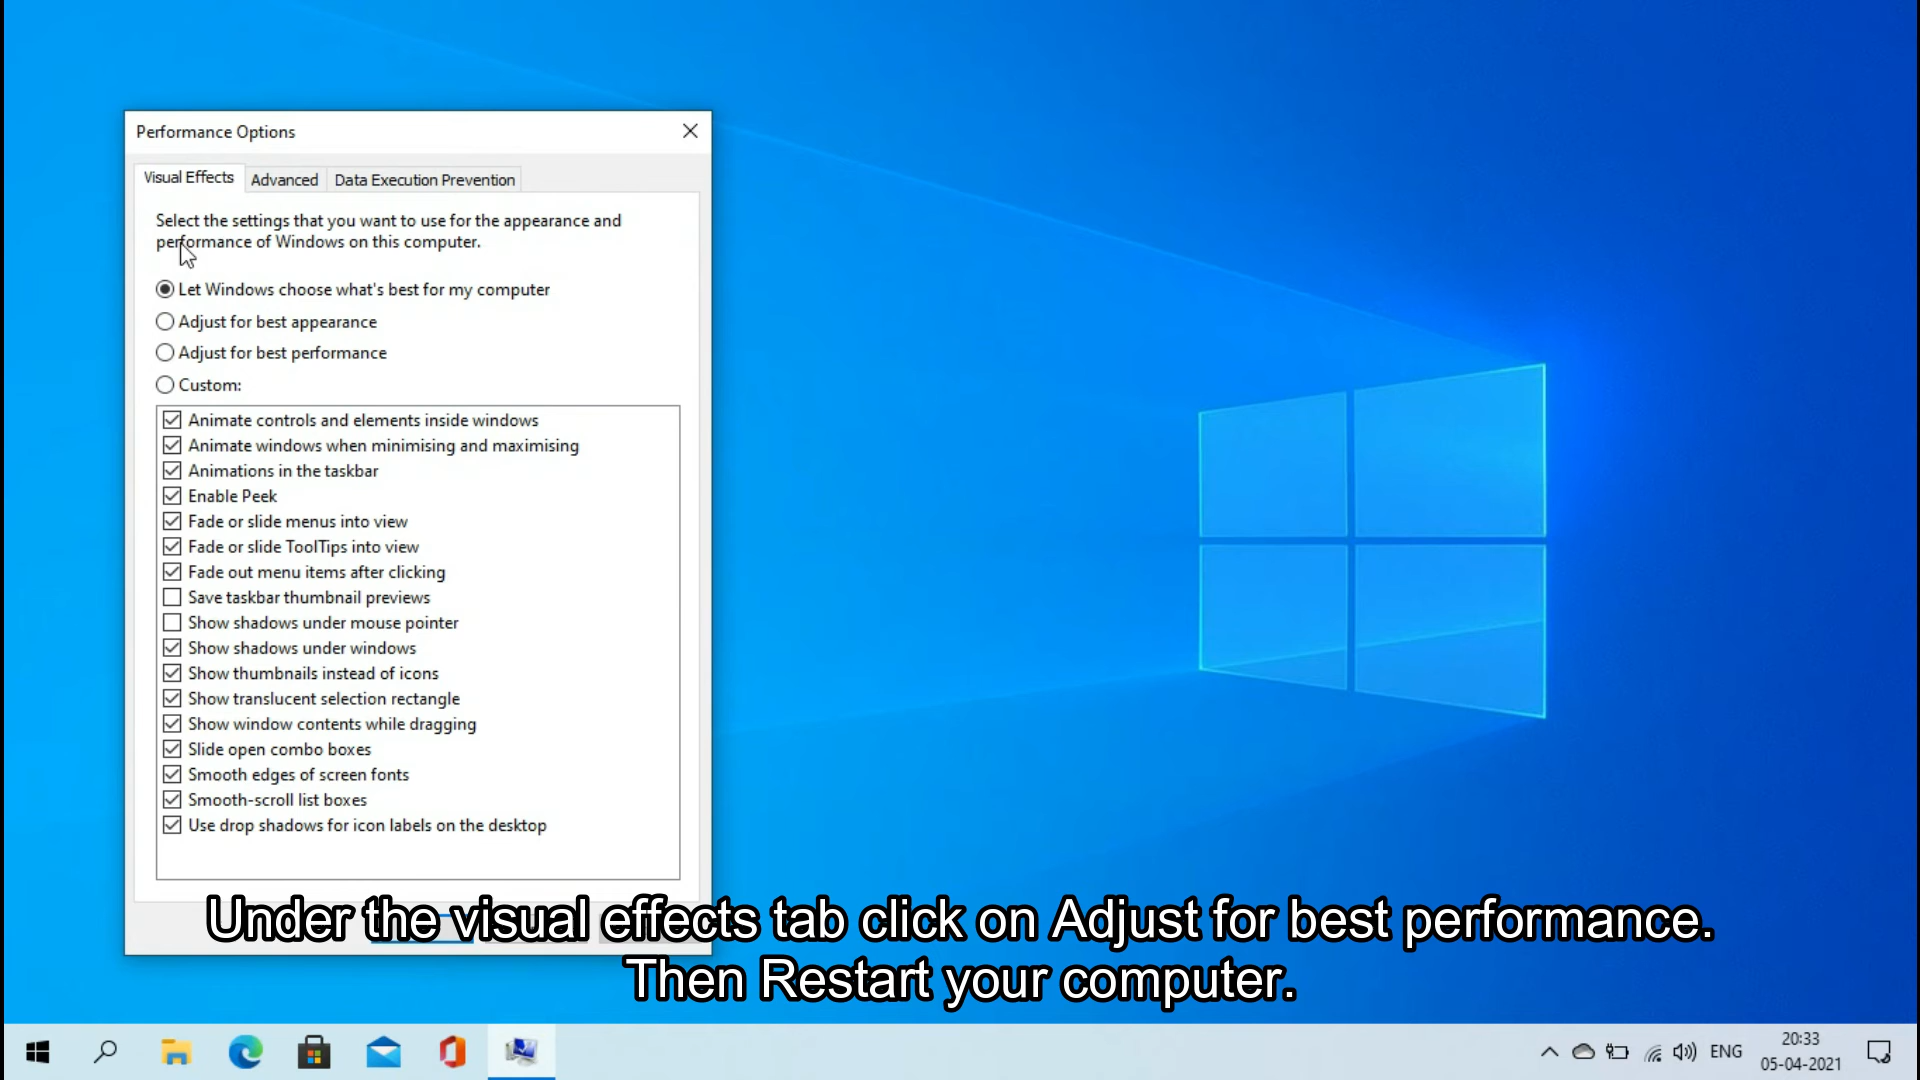 Performance Options
Visual Effects Advanced Data Execution Prevention
Select the settings that you want to use for the appearance and
performance of Windows on this computer.
Let Windows choose what's best for my computer
Adjust for best appearance
Adjust for best performance
Custom:
Animate controls and elements inside windows
Animate windows when minimising and maximising
Animations in the taskbar
Enable Peek
Fade or slide menus into view
Fade or slide ToolTips into view
Fade out menu items after clicking
Save taskbar thumbnail previews
Show shadows under mouse pointer
Show shadows under windows
Show thumbnails instead of icons
Show translucent selection rectangle
Show window contents while dragging
Slide open combo boxes
Smooth edges of screen fonts
Smooth-scroll list boxes
Use drop shadows for icon labels on the desktop
Under the visual effects tab click on Adjust for best performance.
Then Restart your computer.
ENG
20:33
05-04-2021